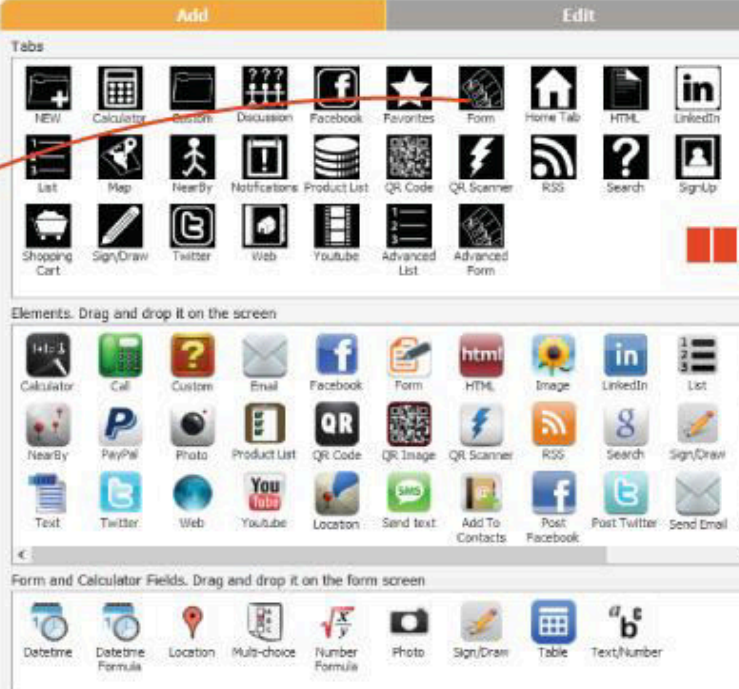 Add Edit
Tabs
NEW Calculator Custom Discussion Facebook Favorites Form Home Tab HTML LinkedIn
List Map NearBy Notifications Product List QR Code QR Scanner RSS Search SignUp
Shopping Cart Sign/Draw Twitter Web Youtube Advanced List Advanced Form
Elements. Drag and drop it on the screen
Calculator Call Custom Email Facebook Form HTML Image LinkedIn List
NearBy PayPal Photo Product List QR Code QR Image QR Scanner RSS Search Sign/Draw
Text Twitter Web Youtube Location Send text Add To Contacts Post Facebook Post Twitter Send Email
Form and Calculator Fields. Drag and drop it on the form screen
Datetime Datetime Formula Location Multi-choice Number Formula Photo Sign/Draw Table Text/Number